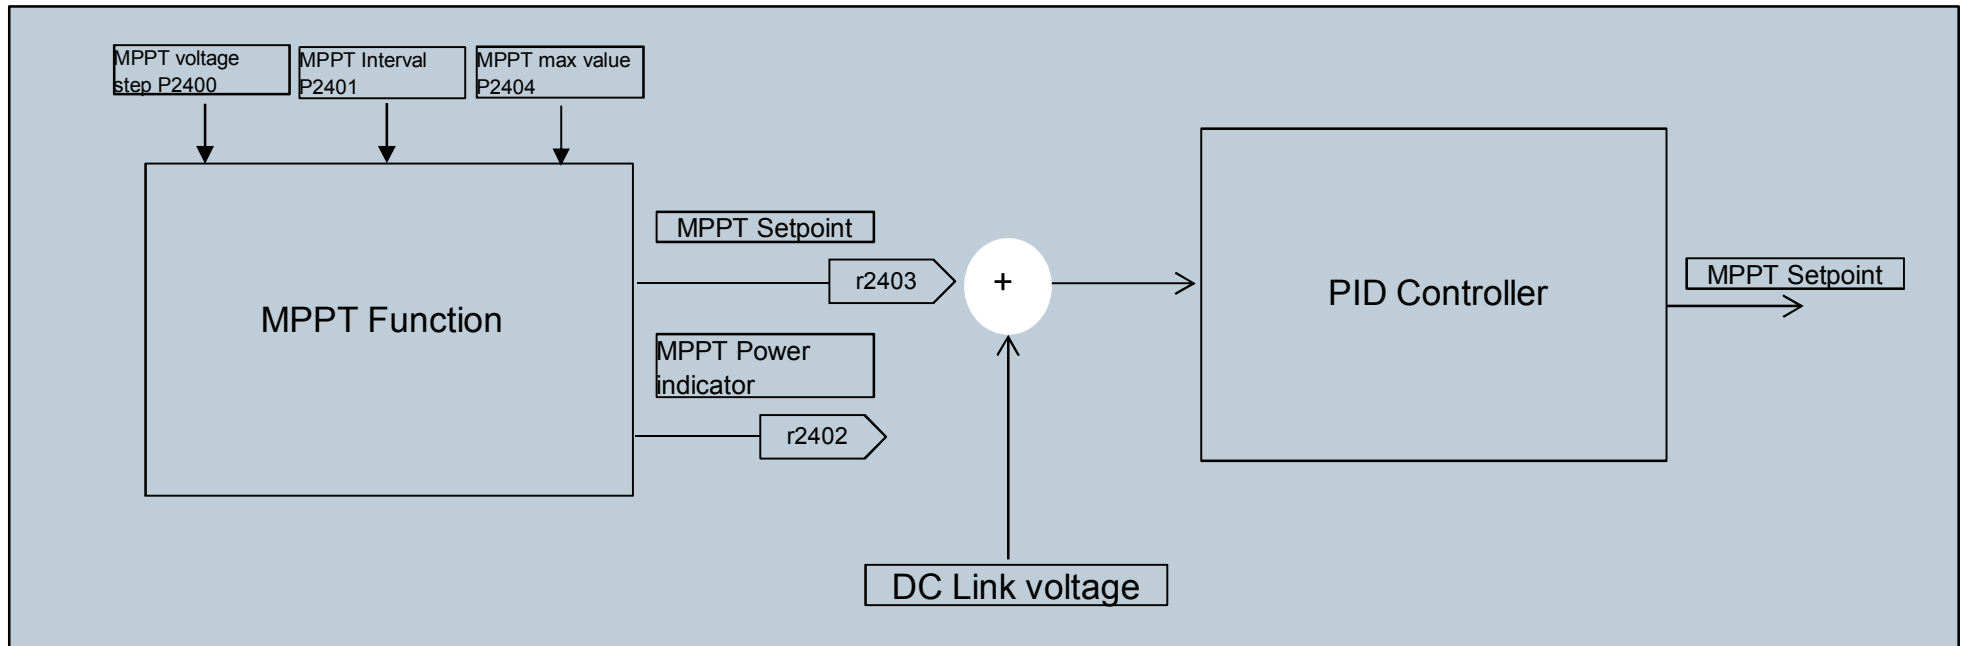 MPPT voltage
step P2400
MPPT Interval
P2401
MPPT max value
P2404
MPPT Function
MPPT Setpoint
r2403
MPPT Power
indicator
r2402
+
DC Link voltage
PID Controller
MPPT Setpoint